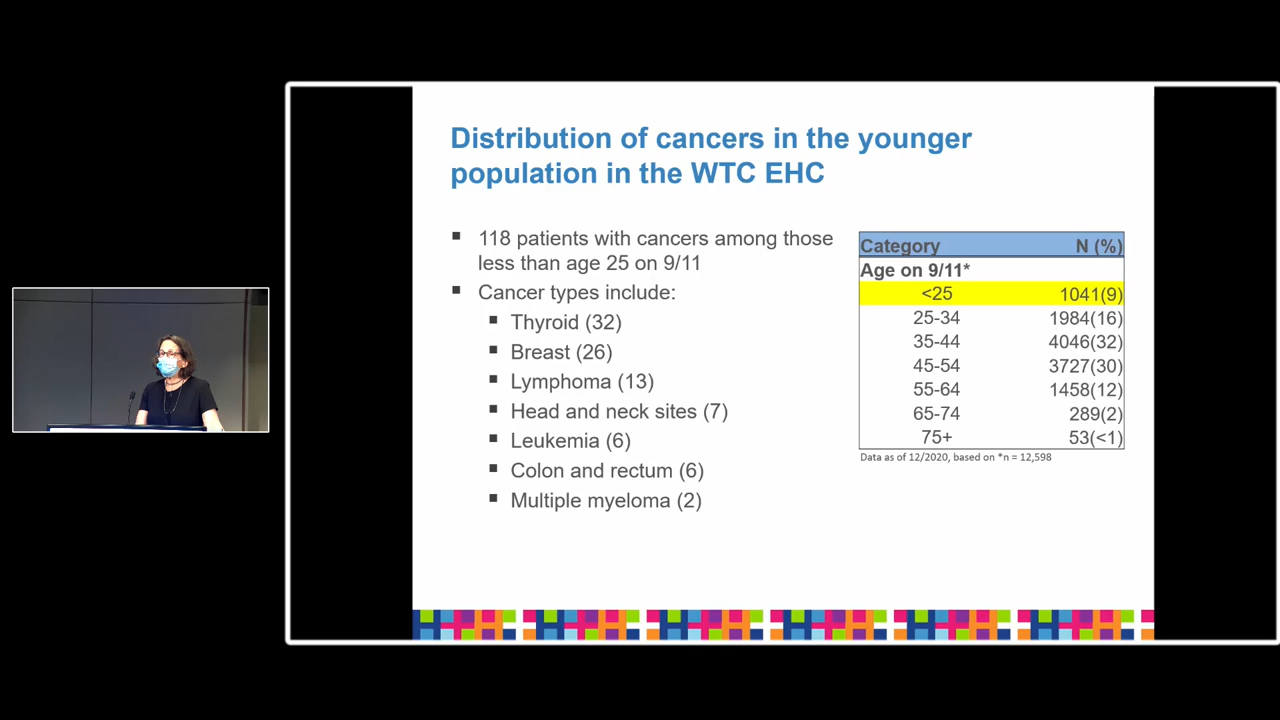 Distribution of cancers in the younger
population in the WTC EHC
▪ 118 patients with cancers among those
less than age 25 on 9/11
▪ Cancer types include:
▪ Thyroid (32)
▪ Breast (26)
▪ Lymphoma (13)
▪ Head and neck sites (7)
▪ Leukemia (6)
▪ Colon and rectum (6)
▪ Multiple myeloma (2)
Category N (%)
Age on 9/11*
<25 1041(9)
25-34 1984(16)
35-44 4046(32)
45-54 3727(30)
55-64 1458(12)
65-74 289(2)
75+ 53(<1)
Data as of 12/2020, based on *n = 12,598